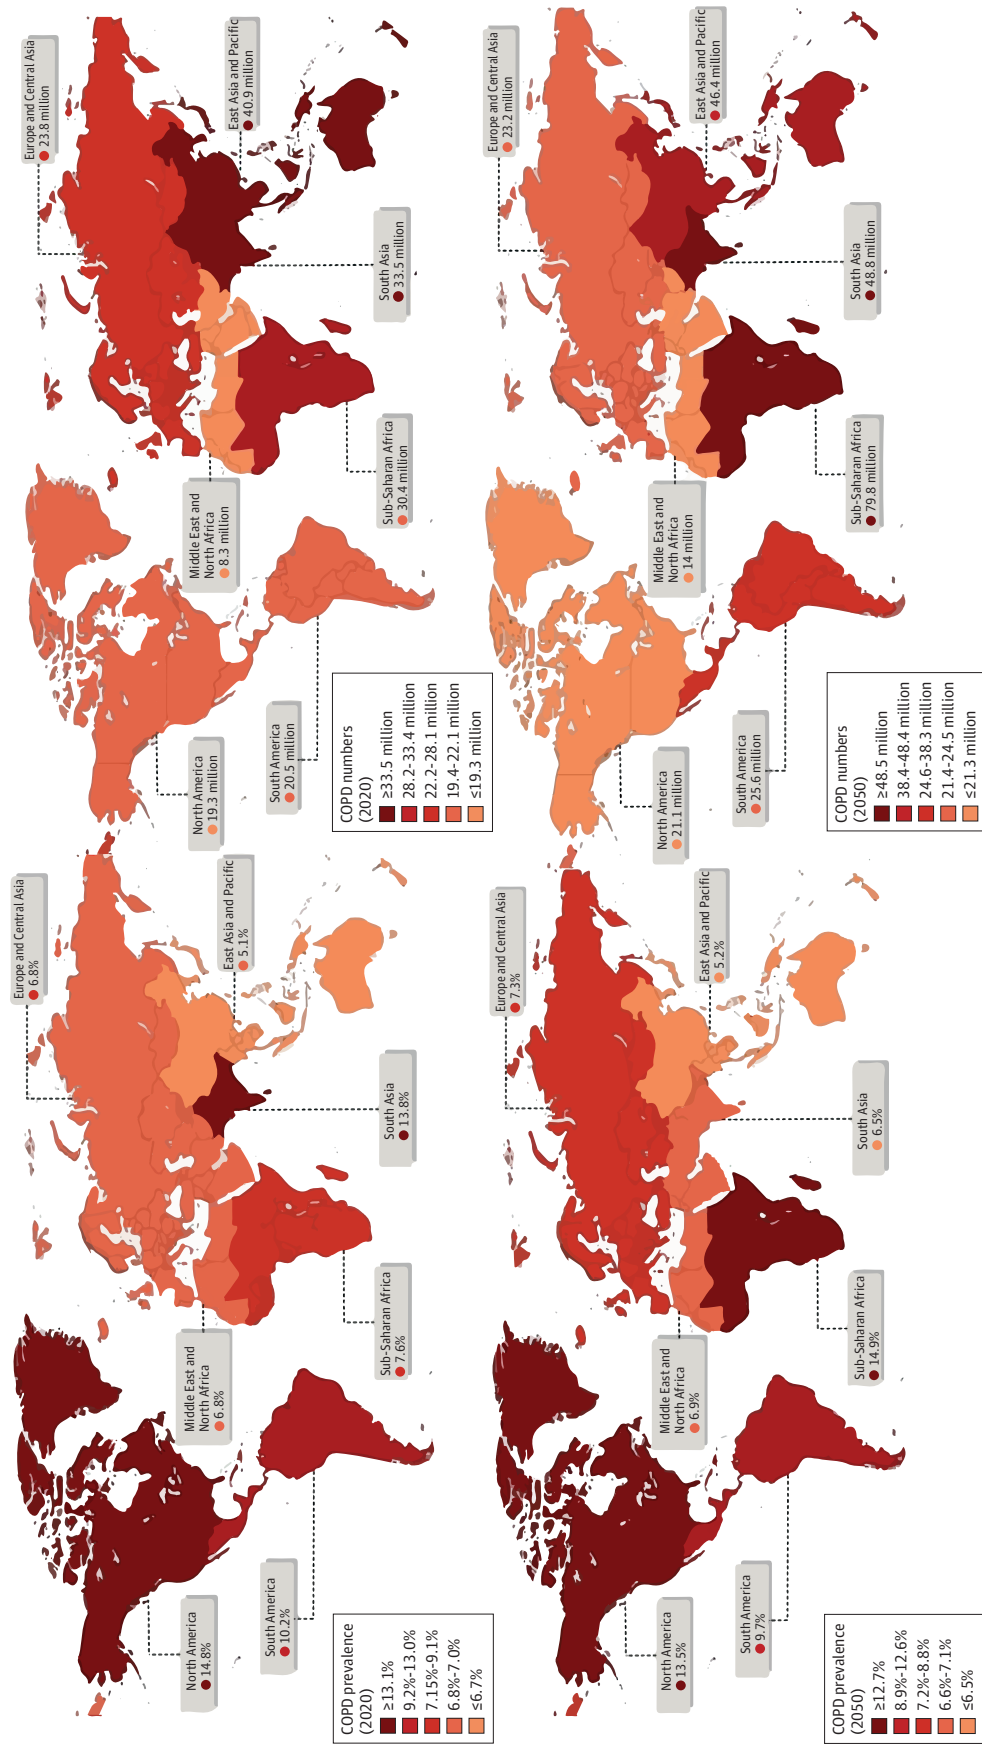 Europe and Central Asia
6.8%
East Asia and Pacific
5.1%
South Asia
13.8%
Sub-Saharan Africa
7.6%
Middle East and
North Africa
6.8%
North America
14.8%
South America
10.2%
COPD prevalence
(2020)
≥13.1%
9.2%-13.0%
7.15%-9.1%
6.8%-7.0%
≤6.7%
Europe and Central Asia
23.8 million
East Asia and Pacific
40.9 million
South Asia
33.5 million
Sub-Saharan Africa
30.4 million
Middle East and
North Africa
8.3 million
North America
19.3 million
South America
20.5 million
COPD numbers
(2020)
≥33.5 million
28.2-33.4 million
22.2-28.1 million
19.4-22.1 million
≤19.3 million
Europe and Central Asia
7.3%
East Asia and Pacific
5.2%
South Asia
6.5%
Sub-Saharan Africa
14.9%
Middle East and
North Africa
6.9%
North America
13.5%
South America
9.7%
COPD prevalence
(2050)
≥12.7%
8.9%-12.6%
7.2%-8.8%
6.6%-7.1%
≤6.5%
Europe and Central Asia
23.2 million
East Asia and Pacific
46.4 million
South Asia
48.8 million
Sub-Saharan Africa
79.8 million
Middle East and
North Africa
14 million
North America
21.1 million
South America
25.6 million
COPD numbers
(2050)
≥48.5 million
38.4-48.4 million
24.6-38.3 million
21.4-24.5 million
≤21.3 million